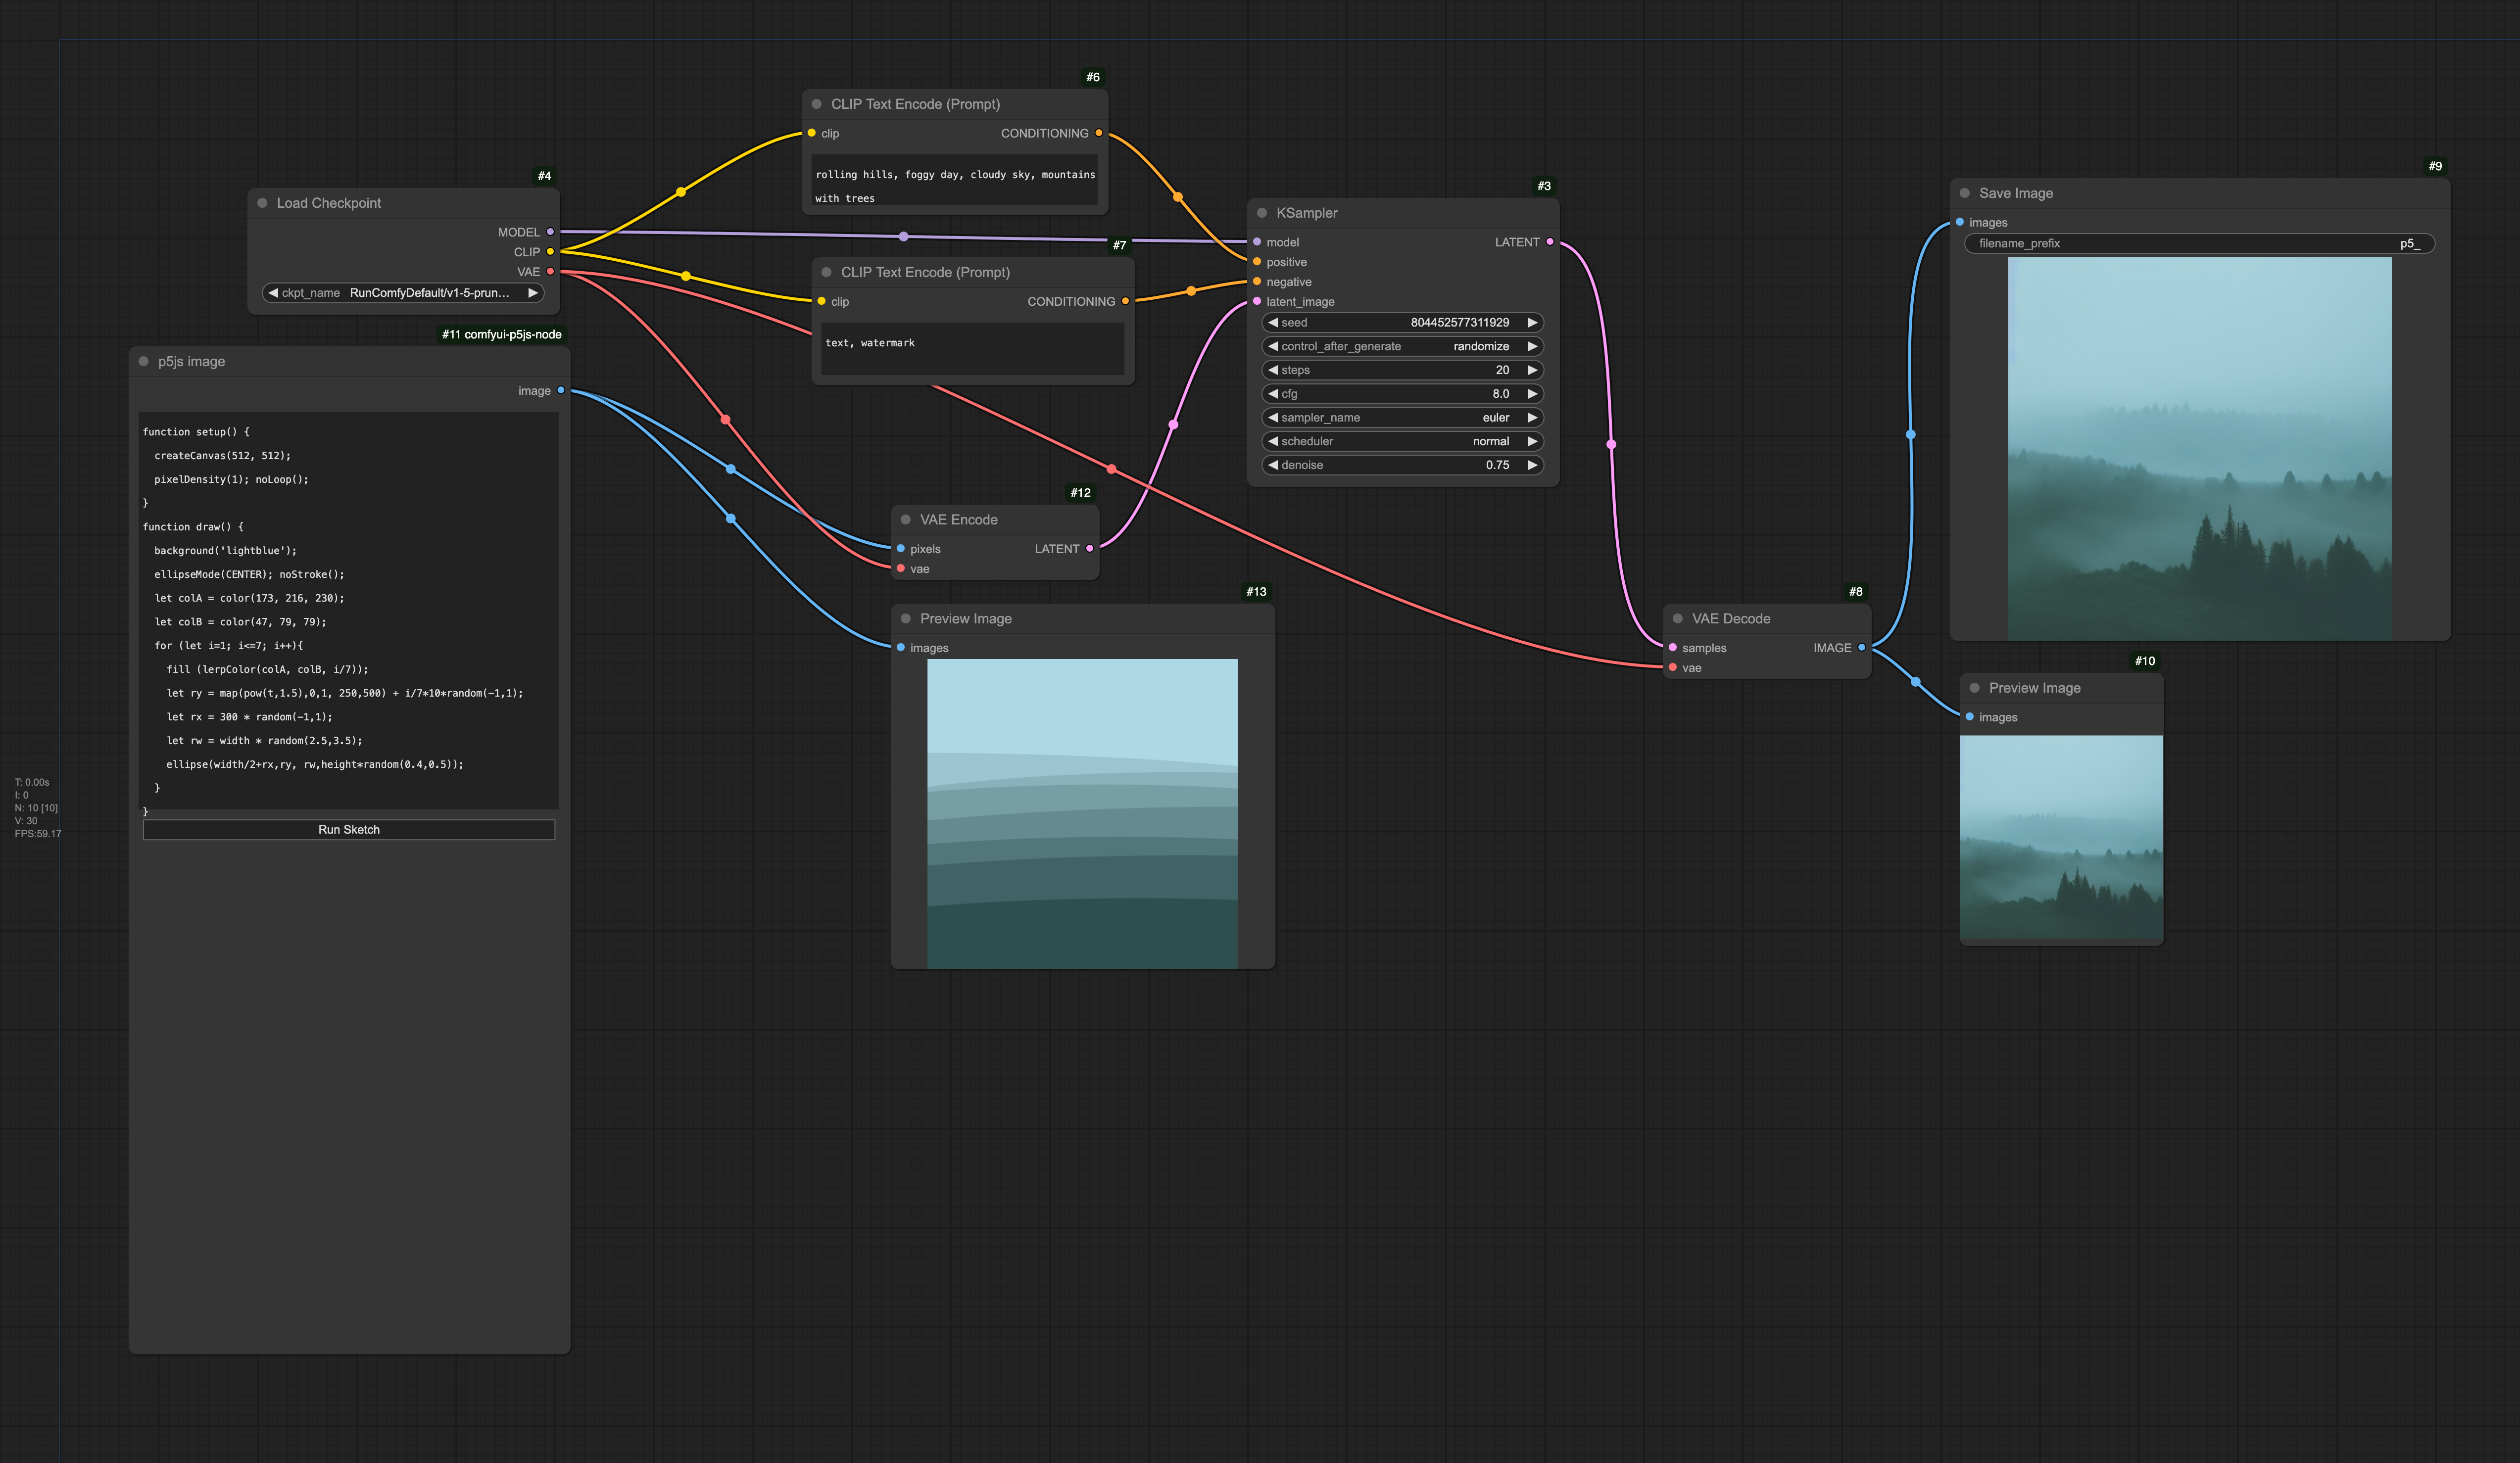 #6
CLIP Text Encode (Prompt)
clip
CONDITIONING
rolling hills, foggy day, cloudy sky, mountains
with trees
#4
Load Checkpoint
MODEL
CLIP
VAE
ckpt_name RunComfyDefault/v1-5-prun...
#7
CLIP Text Encode (Prompt)
clip
CONDITIONING
text, watermark
#3
KSampler
model
LATENT
positive
negative
latent_image
seed 804452577311929
control_after_generate randomize
steps 20
cfg 8.0
sampler_name euler
scheduler normal
denoise 0.75
#9
Save Image
images
filename_prefix p5_
#11 comfyui-p5js-node
p5js image
image
function setup() {
createCanvas(512, 512);
pixelDensity(1); noLoop();
}
function draw() {
background('lightblue');
ellipseMode(CENTER); noStroke();
let colA = color(173, 216, 230);
let colB = color(47, 79, 79);
for (let i=1; i<=7; i++){
fill (lerpColor(colA, colB, i/7));
let ry = map(pow(t,1.5),0,1, 250,500) + i/7*10*random(-1,1);
let rx = 300 * random(-1,1);
let rw = width * random(2.5,3.5);
ellipse(width/2+rx,ry, rw,height*random(0.4,0.5));
}
}
Run Sketch
T: 0.00s
I: 0
N: 10 [10]
V: 30
FPS:59.17
#12
VAE Encode
pixels
LATENT
vae
#13
Preview Image
images
#8
VAE Decode
samples
IMAGE
vae
#10
Preview Image
images